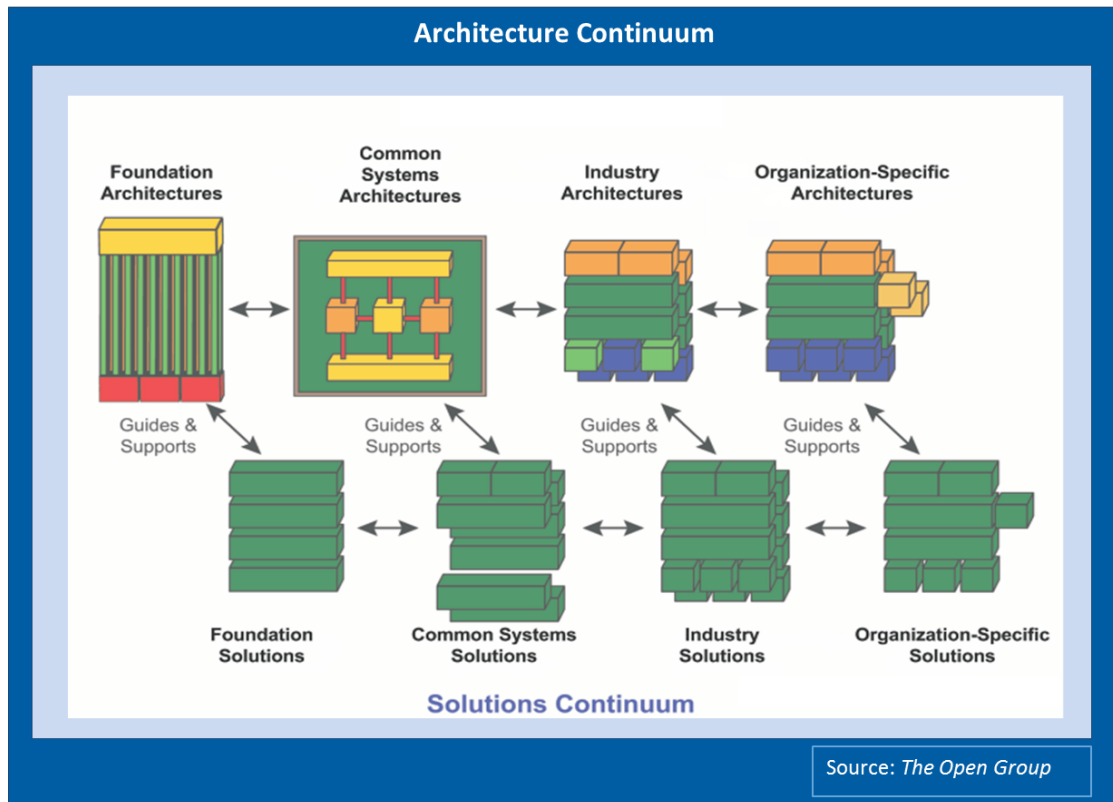 Architecture Continuum
Foundation
Architectures
Common
Systems
Architectures
Industry
Architectures
Organization-Specific
Architectures
Guides &
Supports
Guides &
Supports
Guides &
Supports
Guides &
Supports
Foundation
Solutions
Common Systems
Solutions
Industry
Solutions
Organization-Specific
Solutions
Solutions Continuum
Source: The Open Group